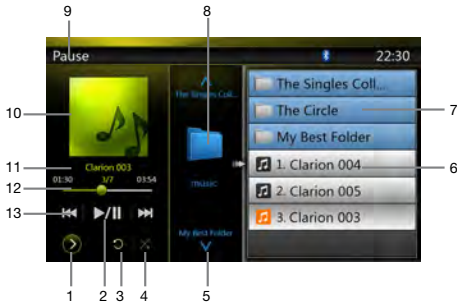 9
8
Pause
22:30
The Singles Coll...
The Singles Coll...
The Circle
7
10
My Best Folder
11
Clarion 003
1. Clarion 004
6
12
01:30
3/7
03:54
music
2. Clarion 005
13
My Best Folder
3. Clarion 003
1
2
3
4
5